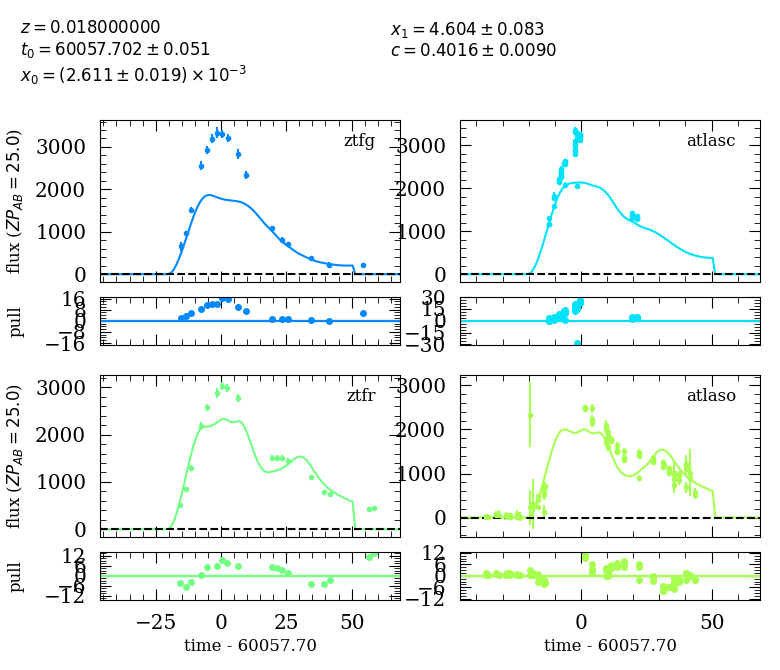 z = 0.018000000
t₀ = 60057.702 ± 0.051
x₀ = (2.611 ± 0.019) × 10⁻³
x₁ = 4.604 ± 0.083
c = 0.4016 ± 0.0090
flux (ZP_AB = 25.0)
3000
2000
1000
0
ztfg
3000
2000
1000
0
atlasc
pull
16
8
0
−8
−16
30
15
0
−15
−30
flux (ZP_AB = 25.0)
3000
2000
1000
0
ztfr
3000
2000
1000
0
atlaso
pull
12
6
0
−6
−12
12
6
0
−6
−12
−25 0 25 50
time - 60057.70
0 50
time - 60057.70